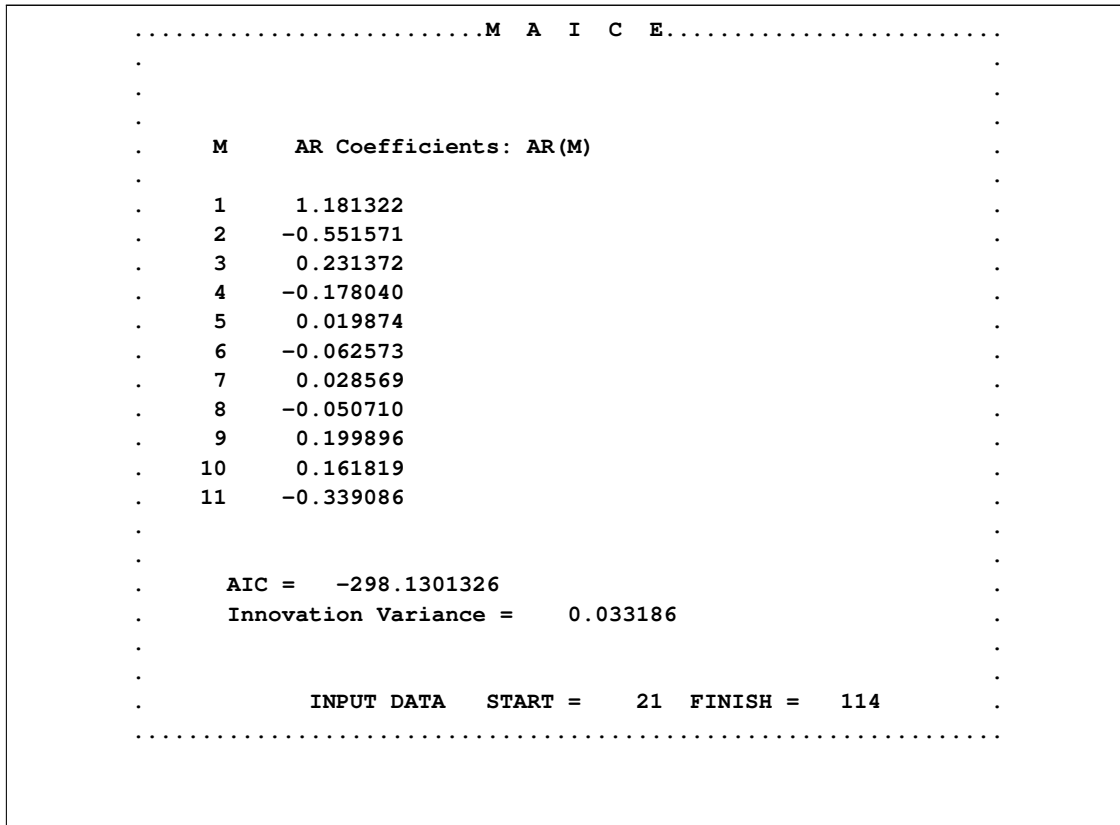 ..........................M A I C E.........................
. .
. .
. .
. M AR Coefficients: AR(M) .
. .
. 1 1.181322 .
. 2 -0.551571 .
. 3 0.231372 .
. 4 -0.178040 .
. 5 0.019874 .
. 6 -0.062573 .
. 7 0.028569 .
. 8 -0.050710 .
. 9 0.199896 .
. 10 0.161819 .
. 11 -0.339086 .
. .
. .
. AIC = -298.1301326 .
. Innovation Variance = 0.033186 .
. .
. .
. INPUT DATA START = 21 FINISH = 114 .
................................................................